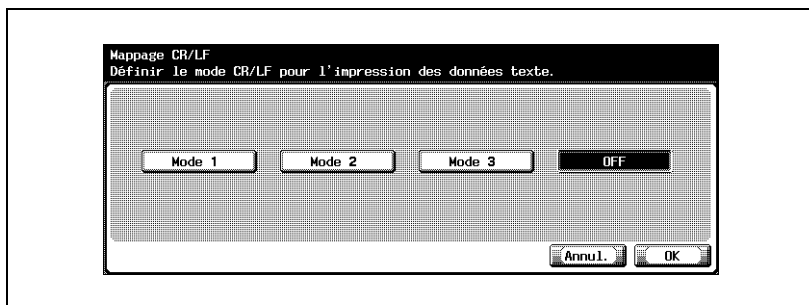 Mappage CR/LF
Définir le mode CR/LF pour l'impression des données texte.
Mode 1 Mode 2 Mode 3 OFF
Annul. OK